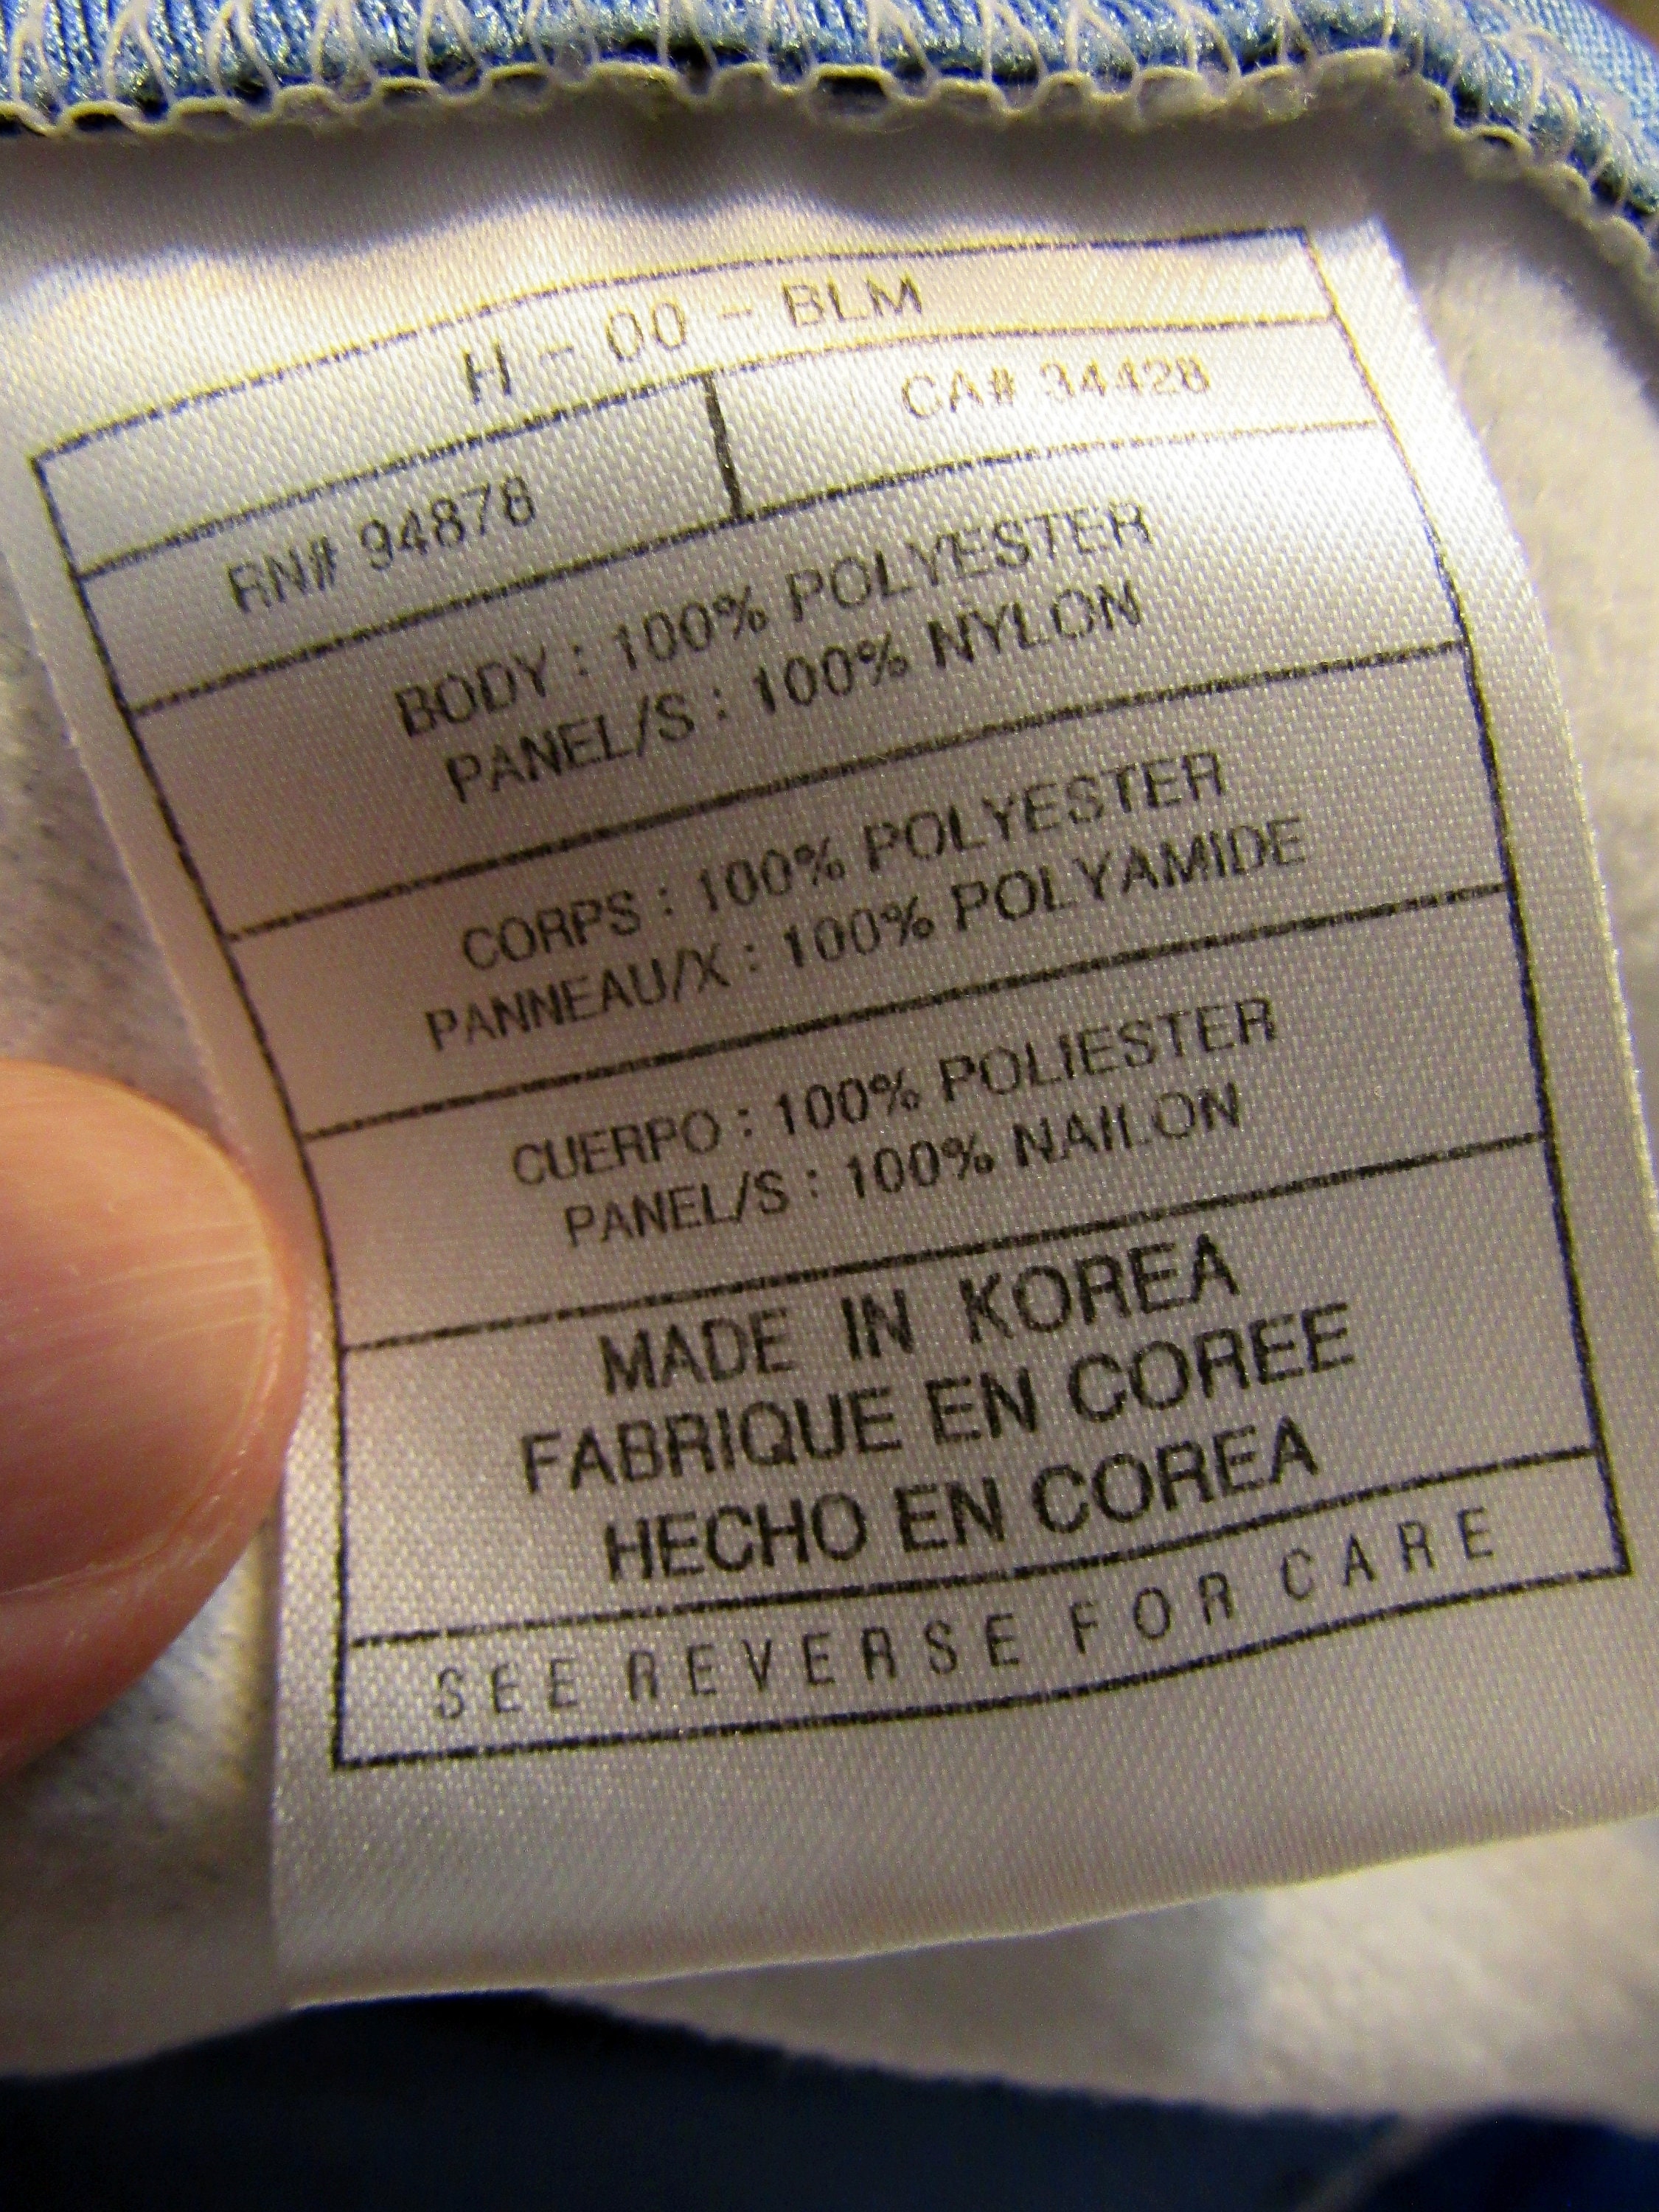 H - 00 - BLM
RN# 94878
CA# 34428
BODY : 100% POLYESTER
PANEL/S : 100% NYLON
CORPS : 100% POLYESTER
PANNEAU/X : 100% POLYAMIDE
CUERPO : 100% POLIESTER
PANEL/S : 100% NAILON
MADE IN KOREA
FABRIQUE EN COREE
HECHO EN COREA
SEE REVERSE FOR CARE